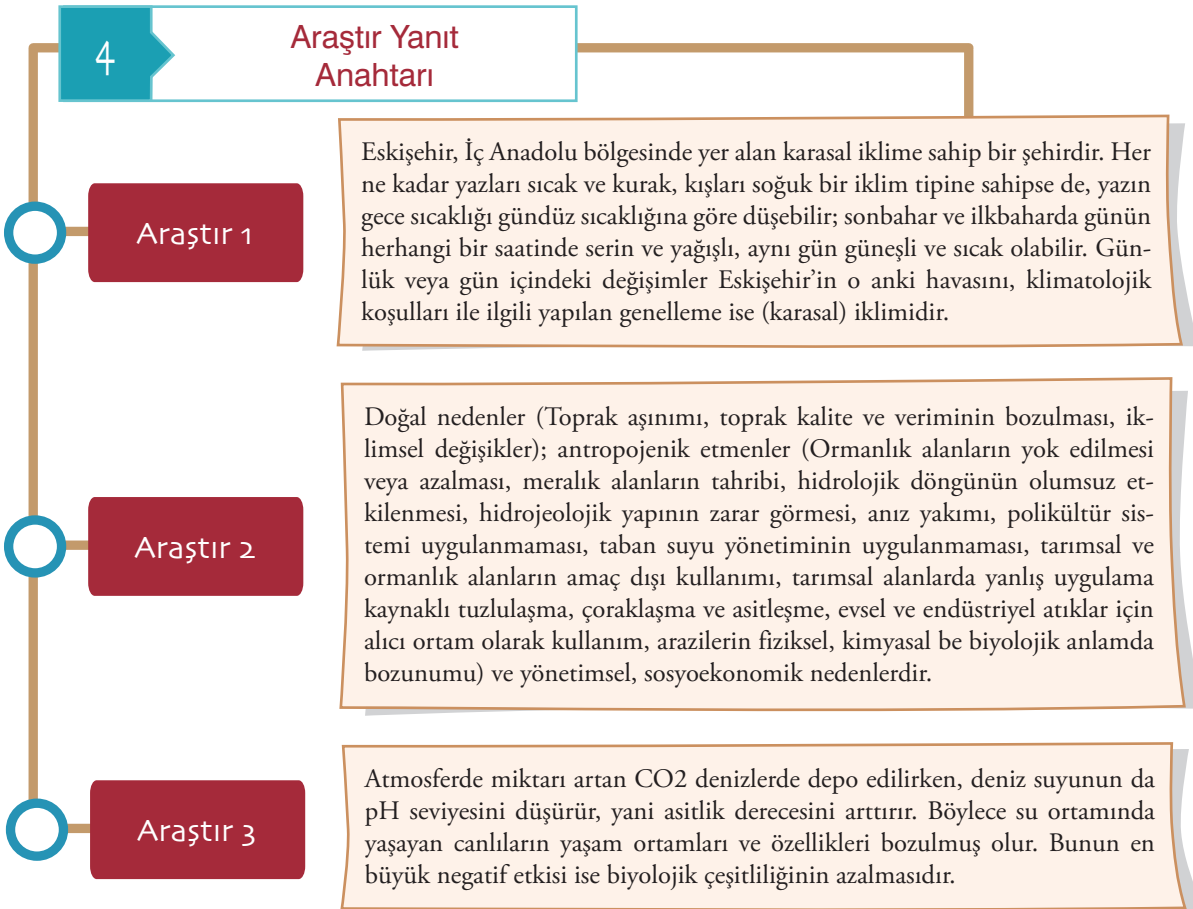 4
Araştır Yanıt
Anahtarı
Araştır 1
Eskişehir, İç Anadolu bölgesinde yer alan karasal iklime sahip bir şehirdir. Her
ne kadar yazları sıcak ve kurak, kışları soğuk bir iklim tipine sahipse de, yazın
gece sıcaklığı gündüz sıcaklığına göre düşebilir; sonbahar ve ilkbaharda günün
herhangi bir saatinde serin ve yağışlı, aynı gün güneşli ve sıcak olabilir. Gün-
lük veya gün içindeki değişimler Eskişehir’in o anki havasını, klimatolojik
koşulları ile ilgili yapılan genelleme ise (karasal) iklimidir.
Araştır 2
Doğal nedenler (Toprak aşınımı, toprak kalite ve veriminin bozulması, ik-
limsel değişikler); antropojenik etmenler (Ormanlık alanların yok edilmesi
veya azalması, meralık alanların tahribi, hidrolojik döngünün olumsuz et-
kilenmesi, hidrojeolojik yapının zarar görmesi, anız yakımı, polikültür sis-
temi uygulannaması, taban suyu yönetiminin uygulanmaması, tarımsal ve
ormanlık alanların amaç dışı kullanımı, tarımsal alanlarda yanlış uygulama
kaynaklı tuzlulaşma, çoraklaşma ve asitleşme, evsel ve endüstriyel atıklar için
alıcı ortam olarak kullanım, arazilerin fiziksel, kimyasal be biyolojik anlamda
bozunumu) ve yönetimsel, sosyoekonomik nedenlerdir.
Araştır 3
Atmosferde miktarı artan CO2 denizlerde depo edilirken, deniz suyunun da
pH seviyesini düşürür, yani asitlik derecesini arttırır. Böylece su ortamında
yaşayan canlıların yaşam ortamları ve özellikleri bozulmuş olur. Bunun en
büyük negatif etkisi ise biyolojik çeşitliliğinin azalmasıdır.